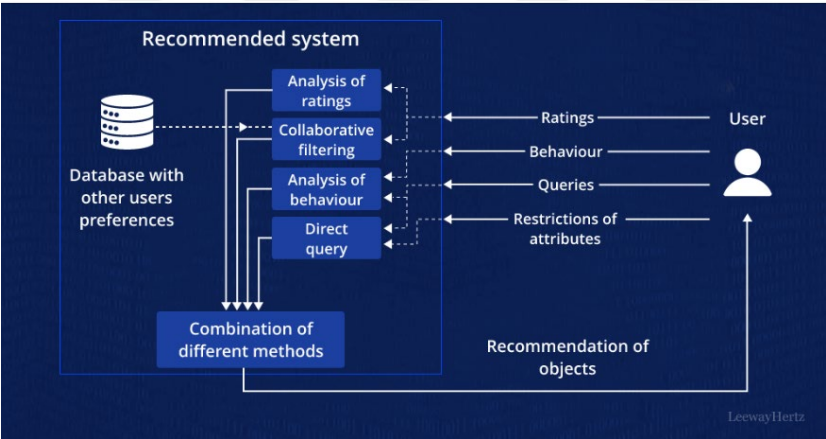 Recommended system
Analysis of
ratings
Collaborative
filtering
Analysis of
behaviour
Direct
query
Database with
other users
preferences
Ratings
Behaviour
Queries
Restrictions of
attributes
User
Combination of
different methods
Recommendation of
objects
LeewayHertz